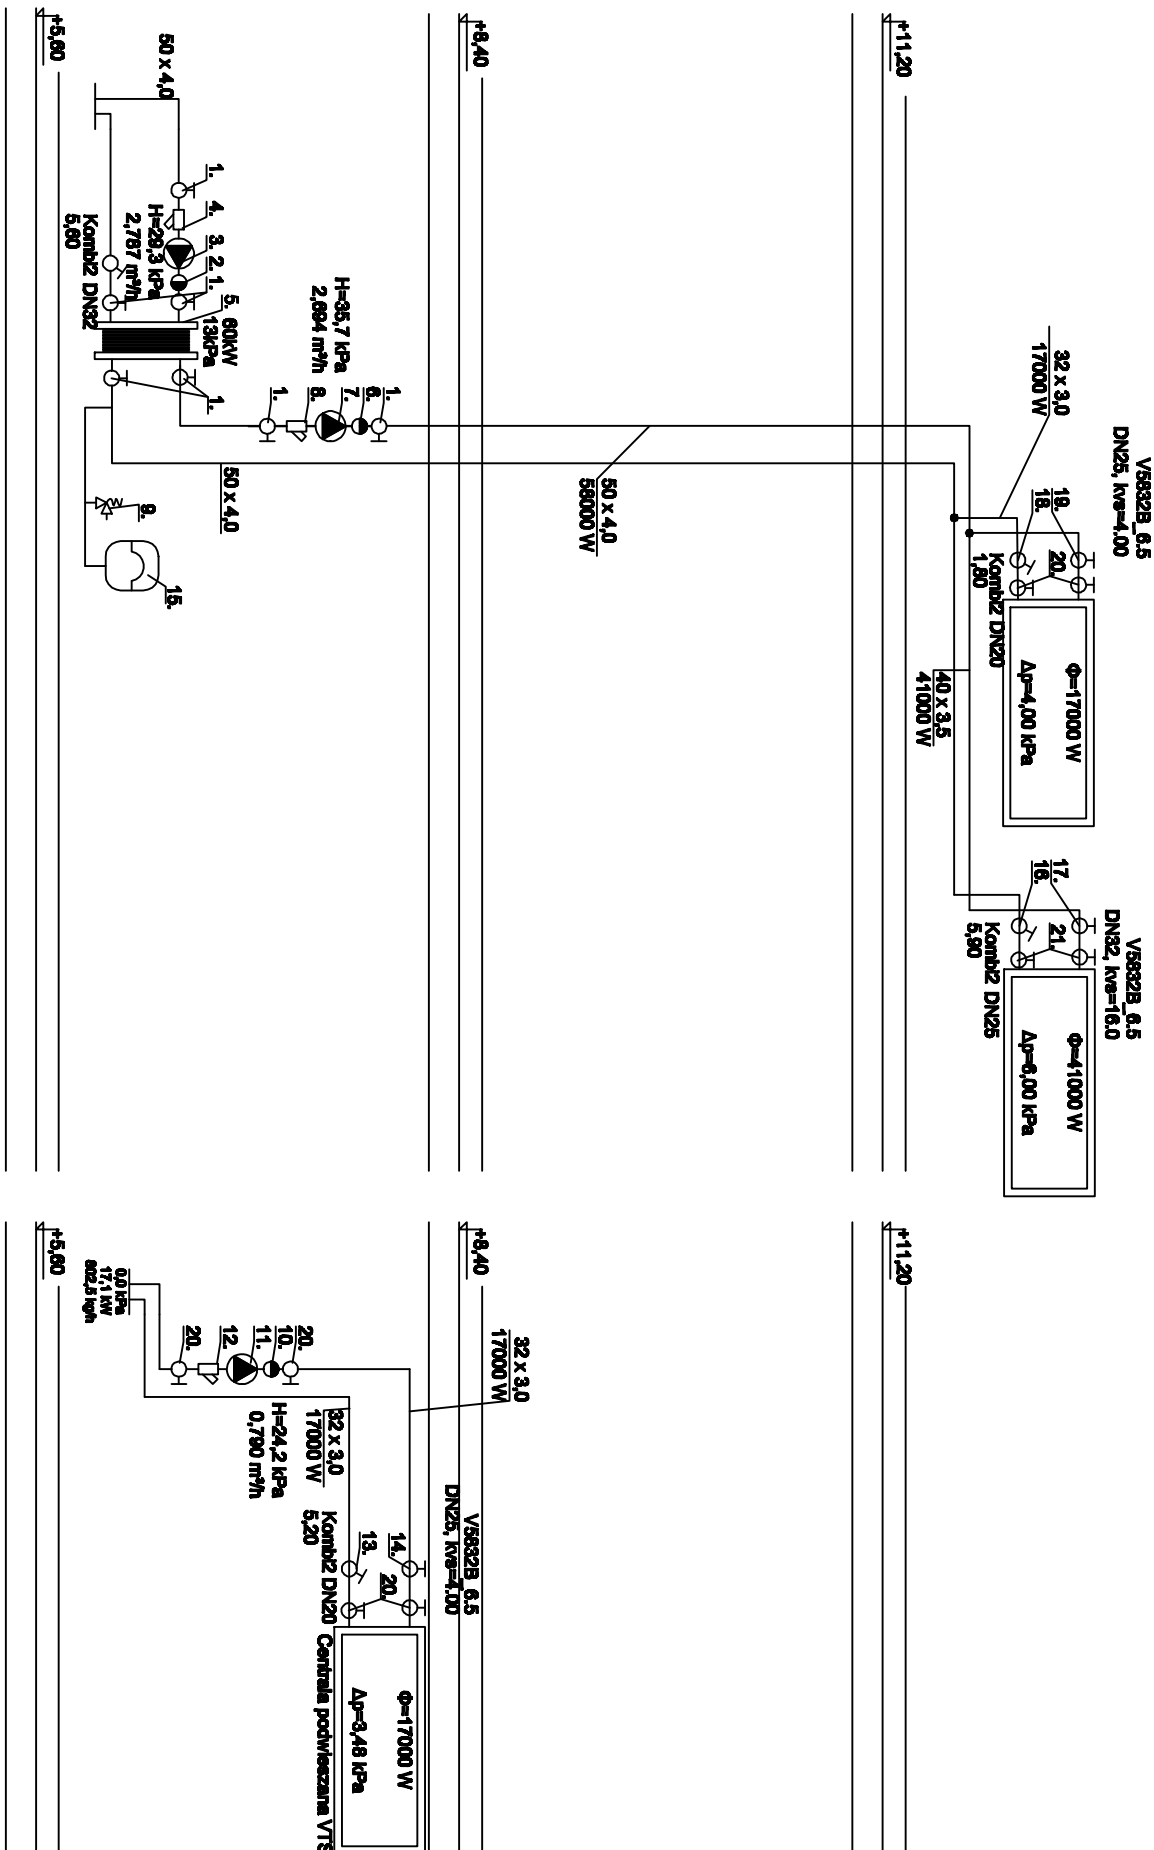 +5,60
+8,40
+11,20
50 x 4,0
1.
4.
3.
2.
1.
H=29,3 kPa
2,787 m³/h
Kombi2 DN32
5,60
5.
60kW
13kPa
1.
H=35,7 kPa
2,694 m³/h
1.
8.
7.
6.
1.
50 x 4,0
9.
15.
50 x 4,0
58000 W
32 x 3,0
17000 W
V5832B_6.5
DN25, kvs=4.00
19.
18.
20.
Kombi2 DN20
1,80
Φ=17000 W
Δp=4,00 kPa
40 x 3,5
41000 W
V5832B_6.5
DN32, kvs=16.0
17.
16.
21.
Kombi2 DN25
5,90
Φ=41000 W
Δp=6,00 kPa
+5,60
+8,40
+11,20
0,0 kPa
17,1 kW
802,5 kg/h
20.
12.
11.
10.
20.
H=24,2 kPa
0,790 m³/h
32 x 3,0
17000 W
32 x 3,0
17000 W
V5832B_6.5
DN25, kvs=4.00
14.
13.
20.
Kombi2 DN20
5,20
Centrala podwieszana VTS
Φ=17000 W
Δp=3,48 kPa